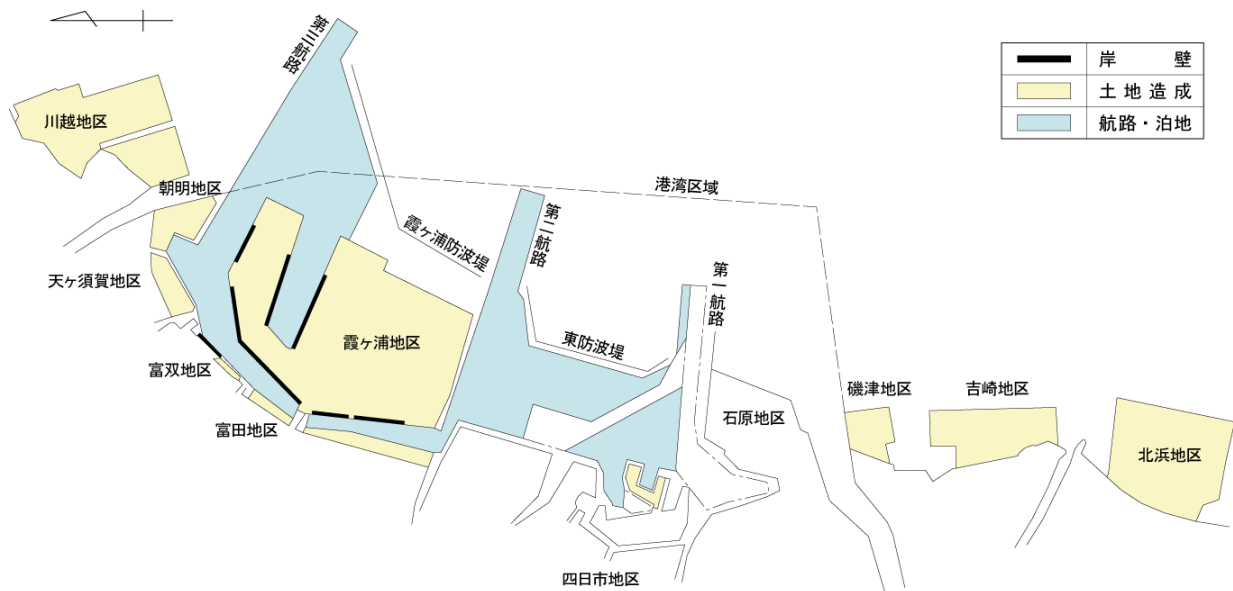 第三航路
岸壁
土地造成
航路・泊地
川越地区
朝明地区
港湾区域
霞ヶ浦防波堤
第二航路
天ヶ須賀地区
第一航路
霞ヶ浦地区
東防波堤
富双地区
富田地区
石原地区
磯津地区
吉崎地区
北浜地区
四日市地区